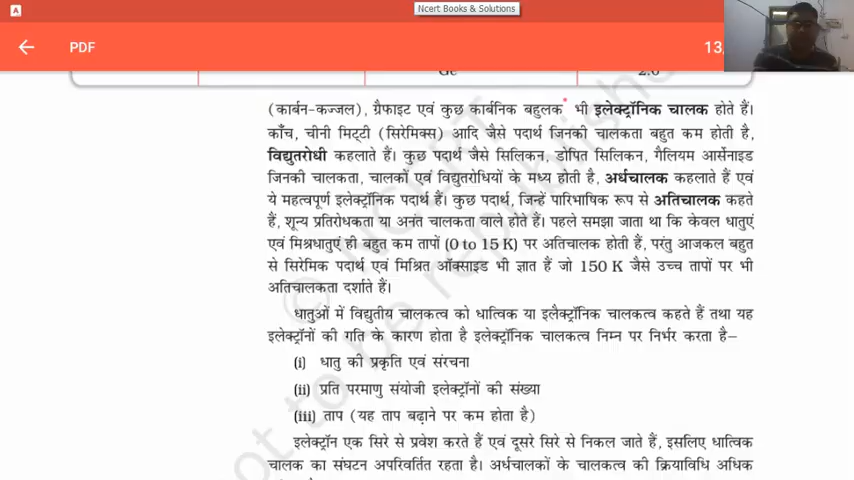 Ncert Books & Solutions
A
PDF
13
Ge 2.0
(कार्बन-कज्जल), ग्रैफाइट एवं कुछ कार्बनिक बहुलक भी इलेक्ट्रॉनिक चालक होते हैं।
काँच, चीनी मिट्टी (सिरेमिक्स) आदि जैसे पदार्थ जिनकी चालकता बहुत कम होती है,
विद्युतरोधी कहलाते हैं। कुछ पदार्थ जैसे सिलिकन, डोपित सिलिकन, गैलियम आर्सेनाइड
जिनकी चालकता, चालकों एवं विद्युतरोधियों के मध्य होती है, अर्धचालक कहलाते हैं एवं
ये महत्वपूर्ण इलेक्ट्रॉनिक पदार्थ हैं। कुछ पदार्थ, जिन्हें पारिभाषिक रूप से अतिचालक कहते
हैं, शून्य प्रतिरोधकता या अनंत चालकता वाले होते हैं। पहले समझा जाता था कि केवल धातुएं
एवं मिश्रधातुएं ही बहुत कम तापों (0 to 15 K) पर अतिचालक होती हैं, परंतु आजकल बहुत
से सिरेमिक पदार्थ एवं मिश्रित ऑक्साइड भी ज्ञात हैं जो 150 K जैसे उच्च तापों पर भी
अतिचालकता दर्शाते हैं।
धातुओं में विद्युतीय चालकत्व को धात्विक या इलैक्ट्रॉनिक चालकत्व कहते हैं तथा यह
इलेक्ट्रॉनों की गति के कारण होता है इलेक्ट्रॉनिक चालकत्व निम्न पर निर्भर करता है–
(i) धातु की प्रकृति एवं संरचना
(ii) प्रति परमाणु संयोजी इलेक्ट्रॉनों की संख्या
(iii) ताप (यह ताप बढ़ाने पर कम होता है)
इलेक्ट्रॉन एक सिरे से प्रवेश करते हैं एवं दूसरे सिरे से निकल जाते हैं, इसलिए धात्विक
चालक का संघटन अपरिवर्तित रहता है। अर्धचालकों के चालकत्व की क्रियाविधि अधिक
© NCERT
not to be republished